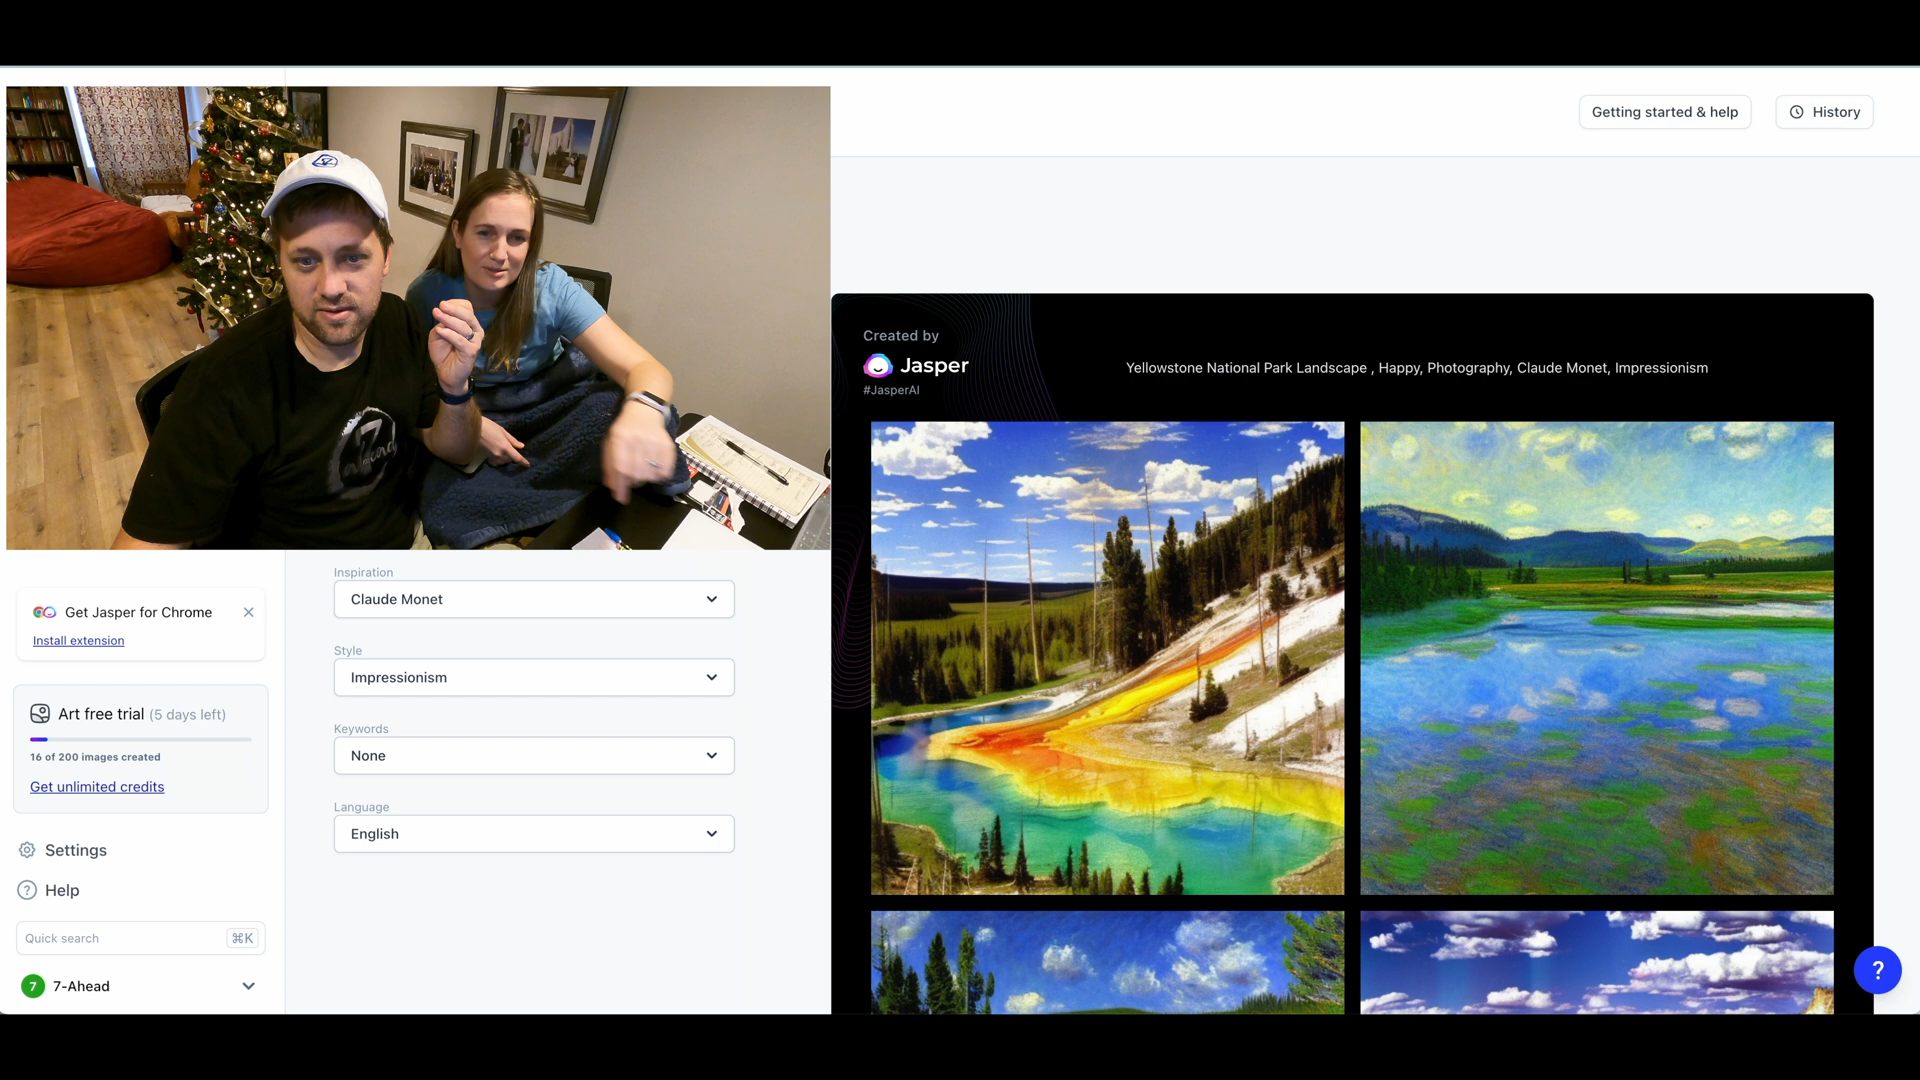 Getting started & help
History
Created by
Jasper
#JasperAI
Yellowstone National Park Landscape , Happy, Photography, Claude Monet, Impressionism
7
ahead
Inspiration
Claude Monet
Style
Impressionism
Keywords
None
Language
English
Get Jasper for Chrome
Install extension
Art free trial (5 days left)
16 of 200 images created
Get unlimited credits
Settings
? Help
Quick search ⌘K
7 7-Ahead
?